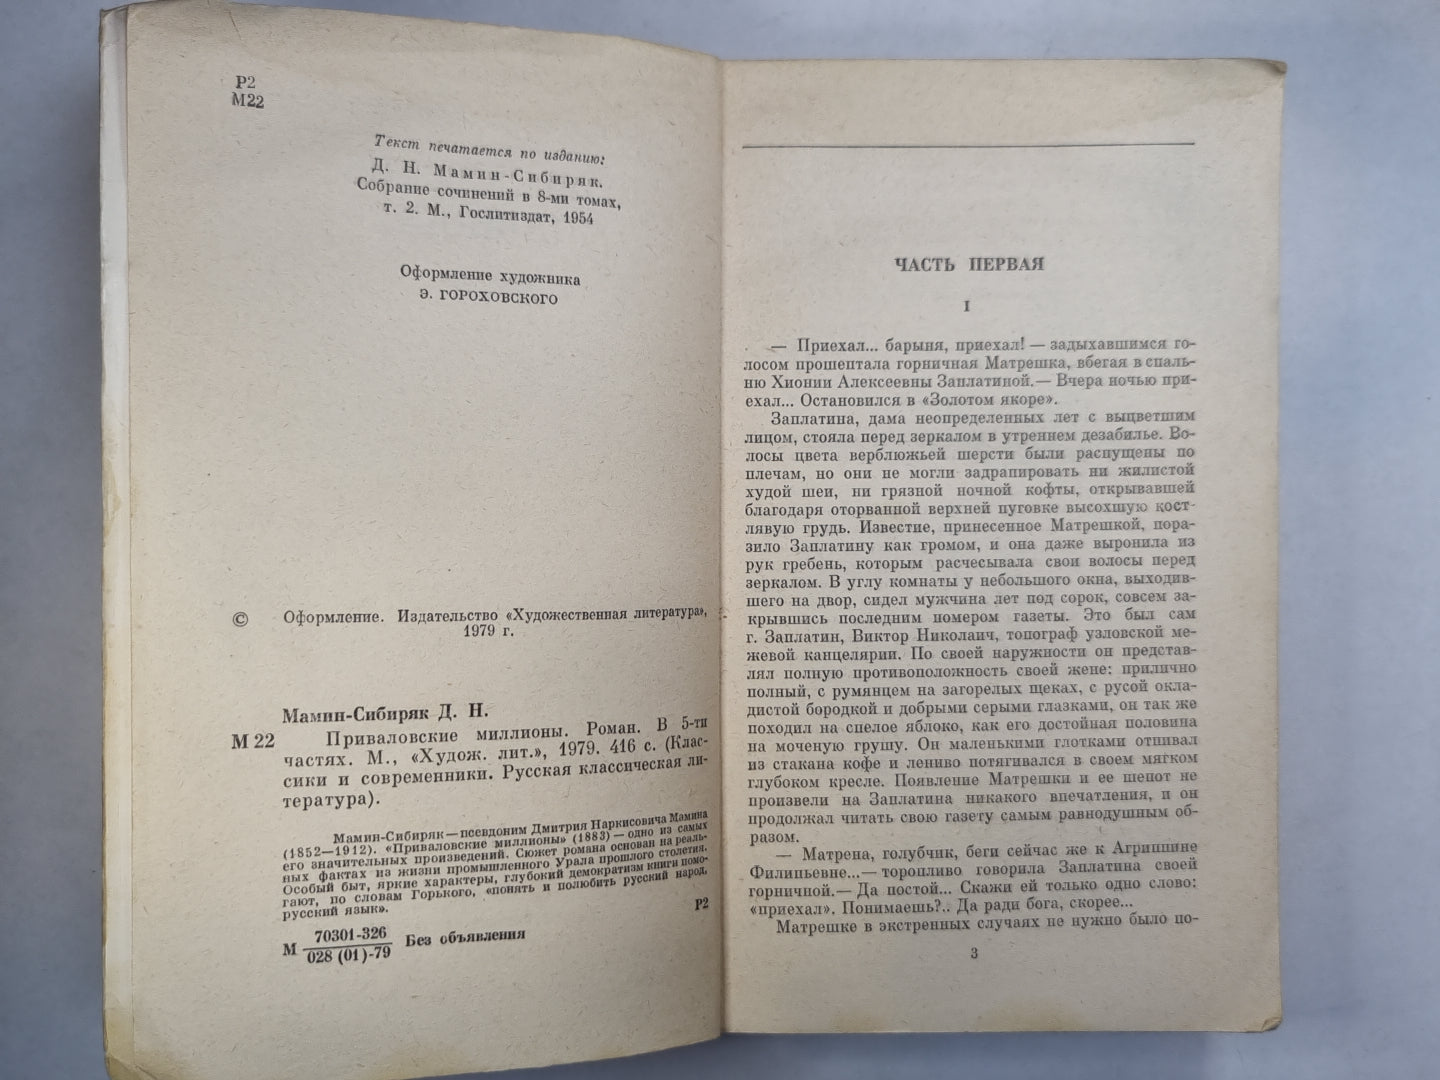 Р2
М22
Текст печатается по изданию:
Д. Н. Мамин-Сибиряк.
Собрание сочинений в 8-ми томах,
т. 2. М., Гослитиздат, 1954
Оформление художника
Э. ГОРОХОВСКОГО
© Оформление. Издательство «Художественная литература»,
1979 г.
Мамин-Сибиряк Д. Н.
М 22 Приваловские миллионы. Роман. В 5-ти
частях. М., «Худож. лит.», 1979. 416 с. (Клас-
сики и современники. Русская классическая ли-
тература).
Мамин-Сибиряк — псевдоним Дмитрия Наркисовича Мамина
(1852—1912). «Приваловские миллионы» (1883) — одно из самых
его значительных произведений. Сюжет романа основан на реаль-
ных фактах из жизни промышленного Урала прошлого столетия.
Особый быт, яркие характеры, глубокий демократизм книги помо-
гают, по словам Горького, «понять и полюбить русский народ,
русский язык».
Р2
М 70301-326
028 (01)-79 Без объявления
ЧАСТЬ ПЕРВАЯ
I
— Приехал... барыня, приехал! — задыхавшимся го-
лосом прошептала горничная Матрешка, вбегая в спаль-
ню Хионии Алексеевны Заплатиной.— Вчера ночью при-
ехал... Остановился в «Золотом якоре».
Заплатина, дама неопределенных лет с выцветшим
лицом, стояла перед зеркалом в утреннем дезабилье. Во-
лосы цвета верблюжьей шерсти были распущены по
плечам, но они не могли задрапировать ни жилистой
худой шеи, ни грязной ночной кофты, открывавшей
благодаря оторванной верхней пуговке высохшую кост-
лявую грудь. Известие, принесенное Матрешкой, пора-
зило Заплатину как громом, и она даже выронила из
рук гребень, которым расчесывала свои волосы перед
зеркалом. В углу комнаты у небольшого окна, выходив-
шего на двор, сидел мужчина лет под сорок, совсем за-
крывшись последним номером газеты. Это был сам
г. Заплатин, Виктор Николаич, топограф узловской ме-
жевой канцелярии. По своей наружности он представ-
лял полную противоположность своей жене: прилично
полный, с румянцем на загорелых щеках, с русой окла-
дистой бородкой и добрыми серыми глазками, он так же
походил на спелое яблоко, как его достойная половина
на моченую грушу. Он маленькими глотками отпивал
из стакана кофе и лениво потягивался в своем мягком
глубоком кресле. Появление Матрешки и ее шепот не
произвели на Заплатина никакого впечатления, и он
продолжал читать свою газету самым равнодушным об-
разом.
— Матрена, голубчик, беги сейчас же к Агриппине
Филипьевне...— торопливо говорила Заплатина своей
горничной.— Да постой... Скажи ей только одно слово:
«приехал». Понимаешь?.. Да ради бога, скорее...
Матрешке в экстренных случаях не нужно было по-
3